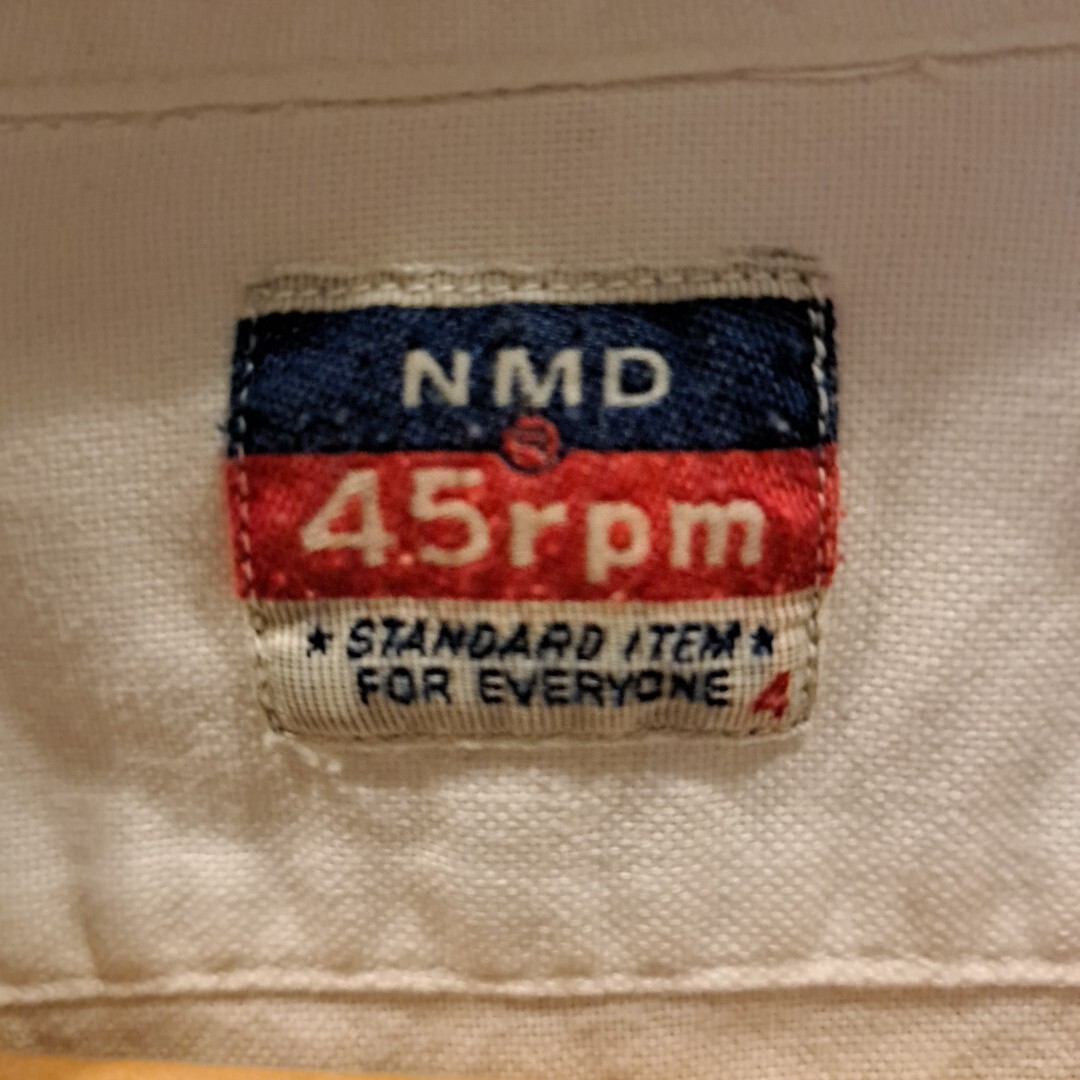 NMD
45rpm
★ STANDARD ITEM ★
FOR EVERYONE 4